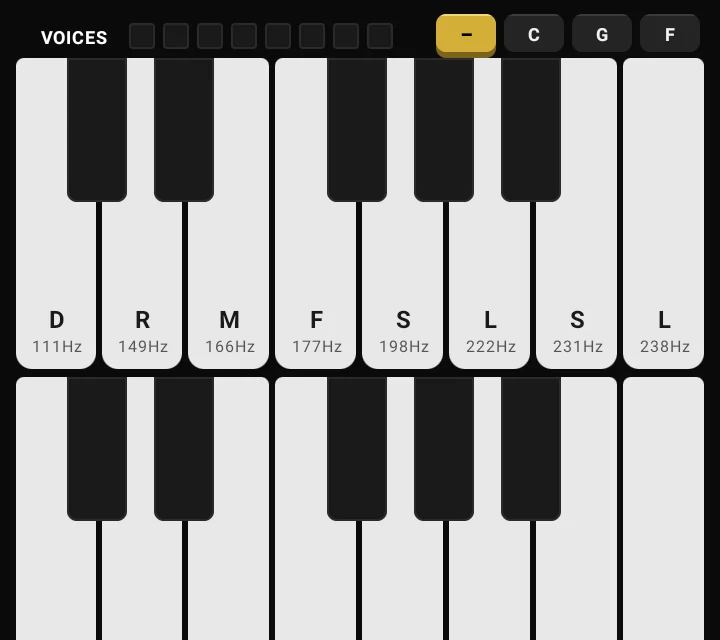 VOICES – C G F
D R M F S L S L
111Hz 149Hz 166Hz 177Hz 198Hz 222Hz 231Hz 238Hz